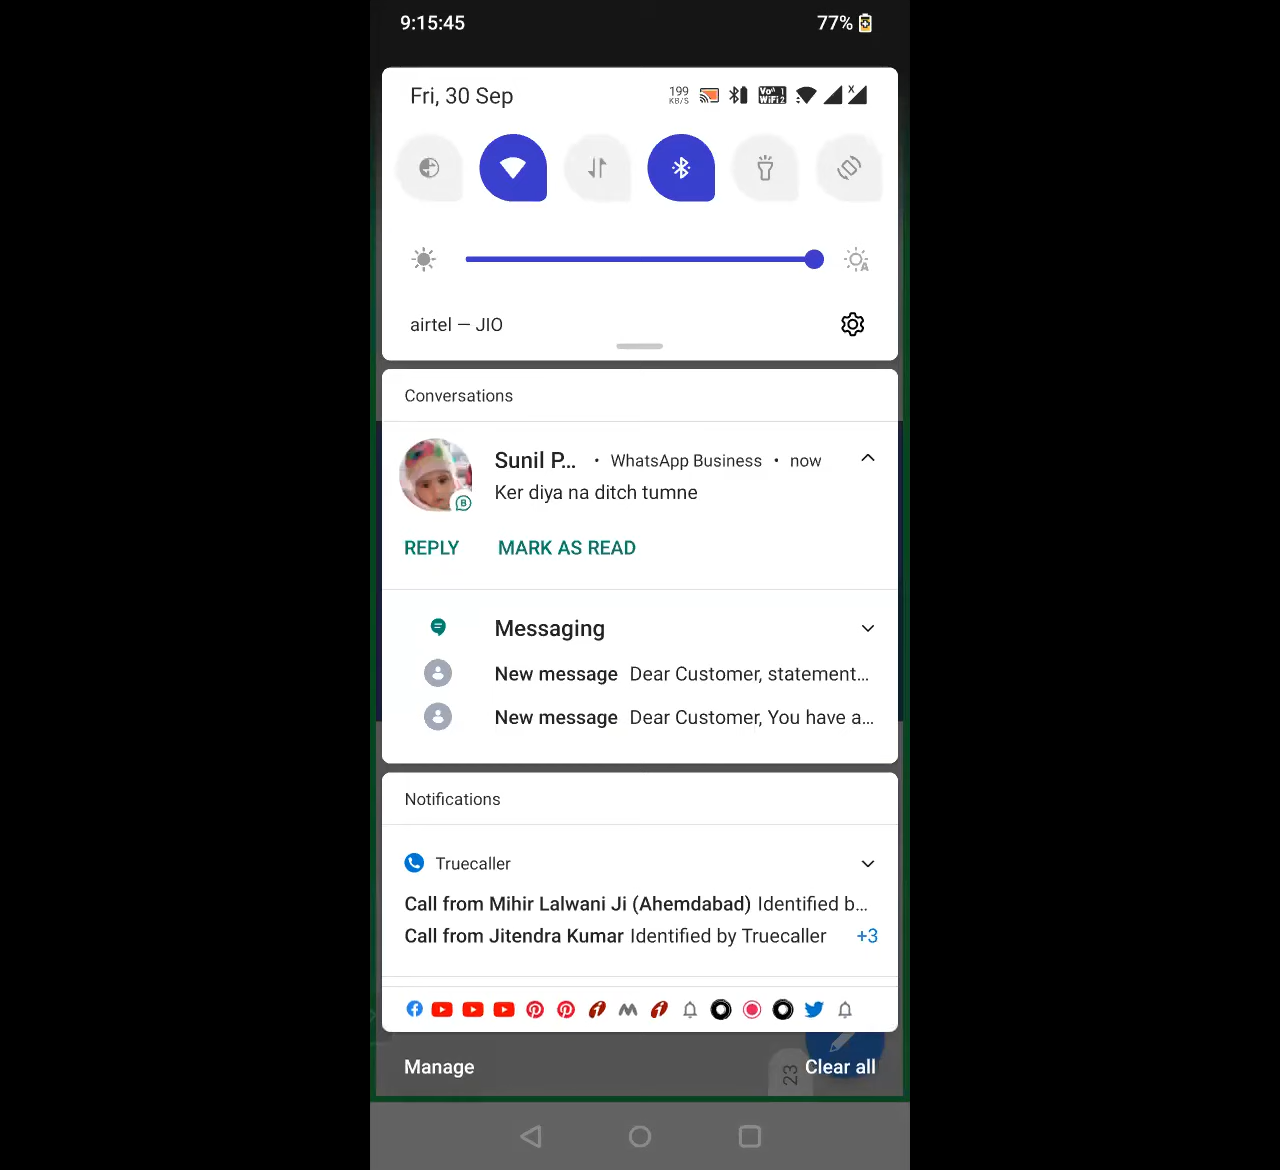 9:15:45
77%
Fri, 30 Sep
199
KB/S
Vo 1
WiFi2
X
A
airtel — JIO
Conversations
Sunil P... • WhatsApp Business • now
Ker diya na ditch tumne
REPLY MARK AS READ
Messaging
New message Dear Customer, statement...
New message Dear Customer, You have a...
Notifications
Truecaller
Call from Mihir Lalwani Ji (Ahemdabad) Identified b...
Call from Jitendra Kumar Identified by Truecaller +3
Manage
23
Clear all